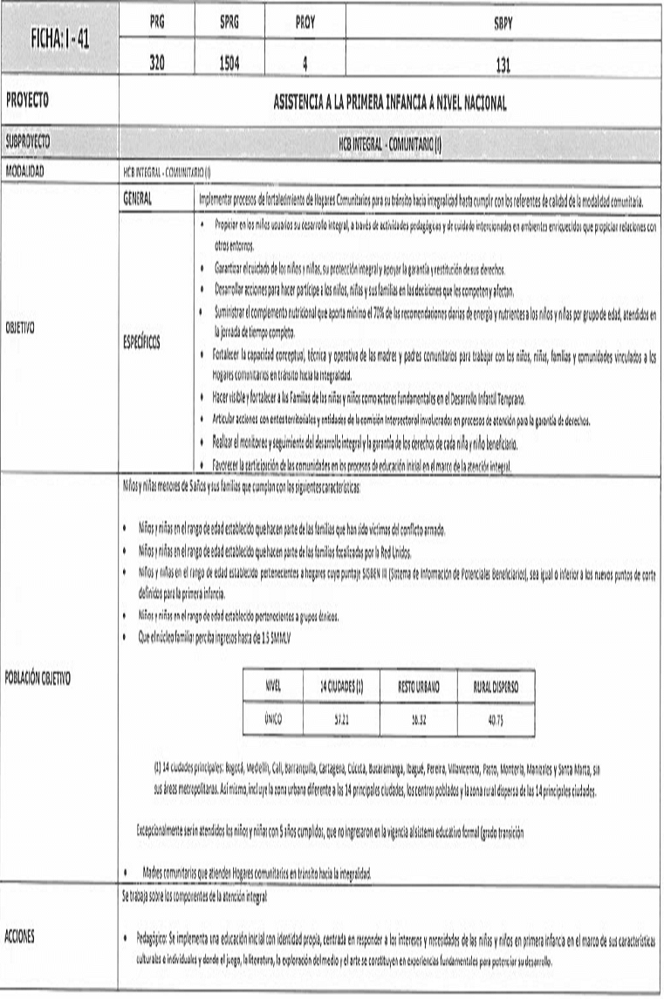 FICHA: I - 41
PRG SPRG PROY SBPY
320 1504 4 131
PROYECTO
ASISTENCIA A LA PRIMERA INFANCIA A NIVEL NACIONAL
SUBPROYECTO
HCB INTEGRAL - COMUNITARIO (I)
MODALIDAD
HCB INTEGRAL - COMUNITARIO (I)
OBJETIVO
GENERAL
Implementar procesos de fortalecimiento de Hogares Comunitarios para su tránsito hacia integralidad hasta cumplir con los referentes de calidad de la modalidad comunitaria.
ESPECÍFICOS
• Propiciar en los niños usuarios su desarrollo integral, a través de actividades pedagógicas y de cuidado intencionadas en ambientes enriquecidos que propician relaciones con
otros entornos.
• Garantizar el cuidado de los niños y niñas, su protección integral y apoyar la garantía y restitución de sus derechos.
• Desarrollar acciones para hacer partícipe a los niños, niñas y sus familias en las decisiones que les competen y afectan.
• Suministrar el complemento nutricional que aporta mínimo el 70% de las recomendaciones diarias de energía y nutrientes a los niños y niñas por grupo de edad, atendidos en
la jornada de tiempo completo.
• Fortalecer la capacidad conceptual, técnica y operativa de las madres y padres comunitarios para trabajar con los niños, niñas, familias y comunidades vinculados a los
Hogares comunitarios en tránsito hacia la integralidad.
• Hacer visible y fortalecer a las Familias de las niñas y niños como actores fundamentales en el Desarrollo Infantil Temprano.
• Articular acciones con entes territoriales y entidades de la comisión Intersectorial involucrados en procesos de atención para la garantía de derechos.
• Realizar el monitoreo y seguimiento del desarrollo integral y la garantía de los derechos de cada niña y niño beneficiario.
• Favorecer la participación de las comunidades en los procesos de educación inicial en el marco de la atención integral.
POBLACIÓN OBJETIVO
Niños y niñas menores de 5 años y sus familias que cumplan con las siguientes características:
• Niños y niñas en el rango de edad establecido que hacen parte de las familias que han sido víctimas del conflicto armado.
• Niños y niñas en el rango de edad establecido que hacen parte de las familias focalizadas por la Red Unidos.
• Niños y niñas en el rango de edad establecido pertenecientes a hogares cuyo puntaje SISBEN III (Sistema de Información de Potenciales Beneficiarios), sea igual o inferior a los nuevos puntos de corte
definidos para la primera infancia.
• Niños y niñas en el rango de edad establecido pertenecientes a grupos étnicos.
• Que el núcleo familiar perciba ingresos hasta de 1.5 SMMLV
NIVEL 14 CIUDADES (1) RESTO URBANO RURAL DISPERSO
ÚNICO 57.21 56.32 40.75
(1) 14 ciudades principales: Bogotá, Medellín, Cali, Barranquilla, Cartagena, Cúcuta, Bucaramanga, Ibagué, Pereira, Villavicencio, Pasto, Montería, Manizales y Santa Marta, sin
sus áreas metropolitanas. Así mismo, incluye la zona urbana diferente a las 14 principales ciudades, los centros poblados y la zona rural dispersa de las 14 principales ciudades.
Excepcionalmente serán atendidos los niños y niñas con 5 años cumplidos, que no ingresaron en la vigencia al sistema educativo formal (grado transición
• Madres comunitarias que atienden Hogares comunitarios en tránsito hacia la integralidad.
ACCIONES
Se trabaja sobre los componentes de la atención integral:
• Pedagógico: Se implementa una educación inicial con identidad propia, centrada en responder a los intereses y necesidades de las niñas y niños en primera infancia en el marco de sus características
culturales e individuales y donde el juego, la literatura, la exploración del medio y el arte se constituyen en experiencias fundamentales para potenciar su desarrollo.